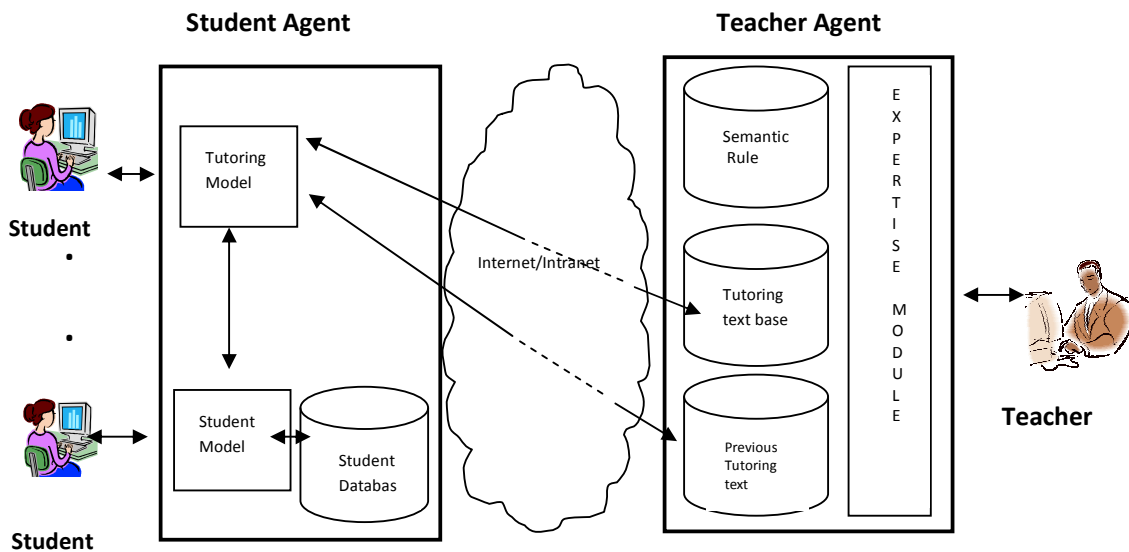 Student Agent
Teacher Agent
Student
Student
Tutoring
Model
Student
Model
Student
Databas
Internet/Intranet
Semantic
Rule
Tutoring
text base
Previous
Tutoring
text
E
X
P
E
R
T
I
S
E
M
O
D
U
L
E
Teacher